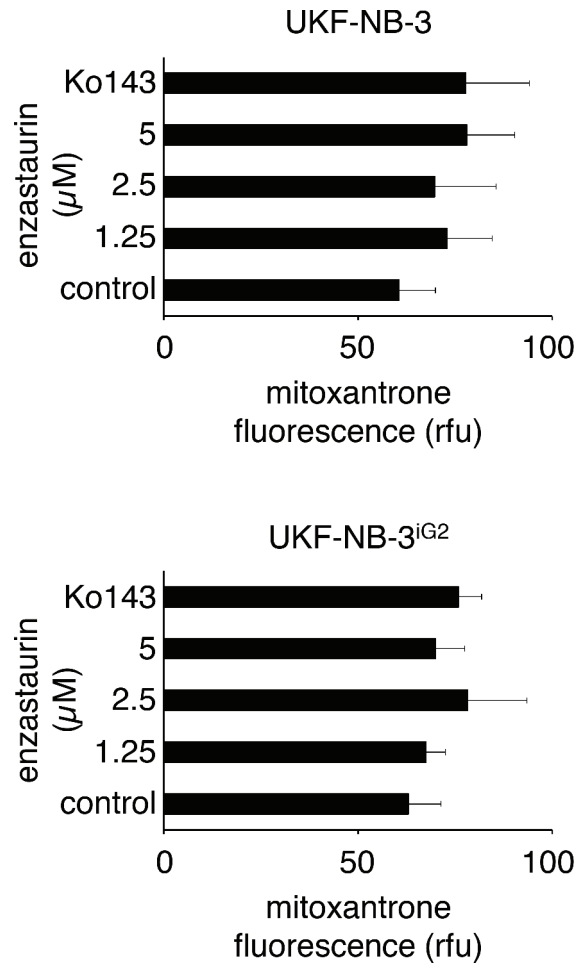 UKF-NB-3
enzastaurin
(µM)
Ko143
5
2.5
1.25
control
0 50 100
mitoxantrone
fluorescence (rfu)
UKF-NB-3iG2
enzastaurin
(µM)
Ko143
5
2.5
1.25
control
0 50 100
mitoxantrone
fluorescence (rfu)